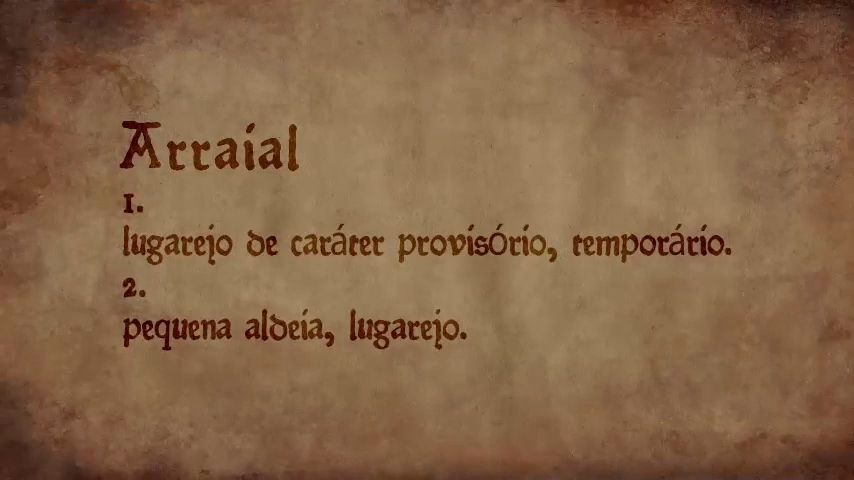 Arraial
1.
lugarejo de caráter provisório, temporário.
2.
pequena aldeia, lugarejo.